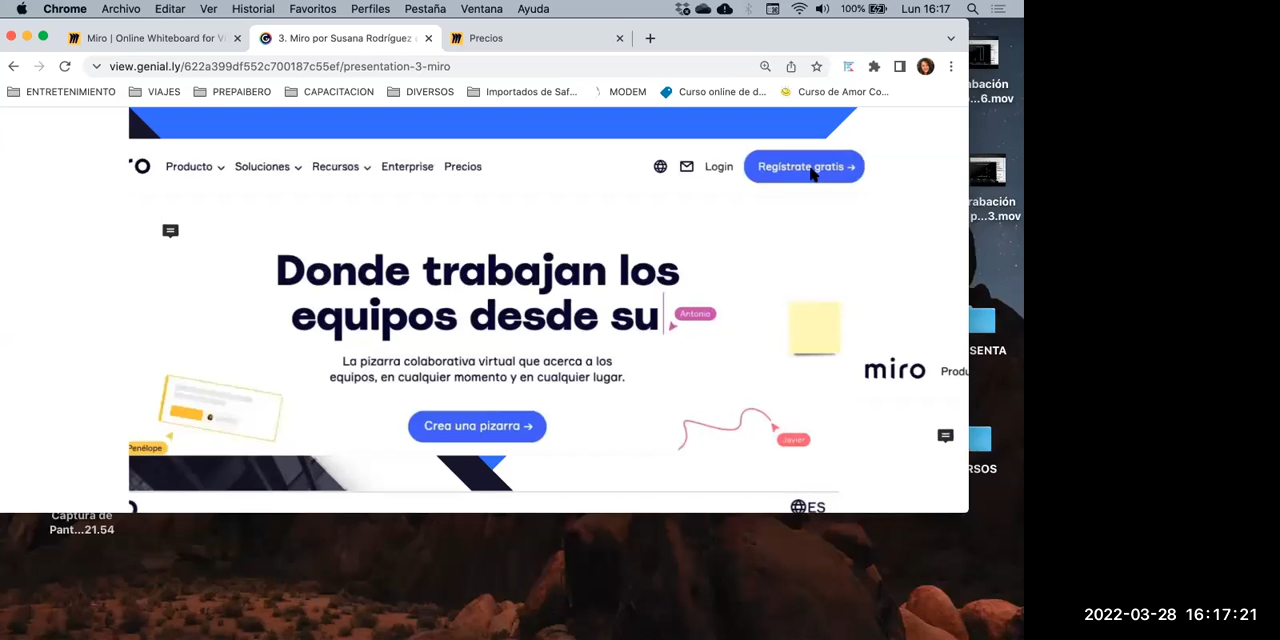 Chrome Archivo Editar Ver Historial Favoritos Perfiles Pestaña Ventana Ayuda 100% Lun 16:17
Miro | Online Whiteboard for Vi
3. Miro por Susana Rodríguez
Precios
view.genial.ly/622a399df552c700187c55ef/presentation-3-miro
ENTRETENIMIENTO VIAJES PREPAIBERO CAPACITACION DIVERSOS Importados de Saf... MODEM Curso online de d... Curso de Amor Co...
abación
...6.mov
ro Producto Soluciones Recursos Enterprise Precios Login Regístrate gratis →
rabación
p...3.mov
Donde trabajan los
equipos desde su
Antonio
La pizarra colaborativa virtual que acerca a los
equipos, en cualquier momento y en cualquier lugar.
miro Produ
SENTA
Crea una pizarra →
Javier
Penélope
RSOS
ES
Captura de
Pant...21.54
2022-03-28 16:17:21